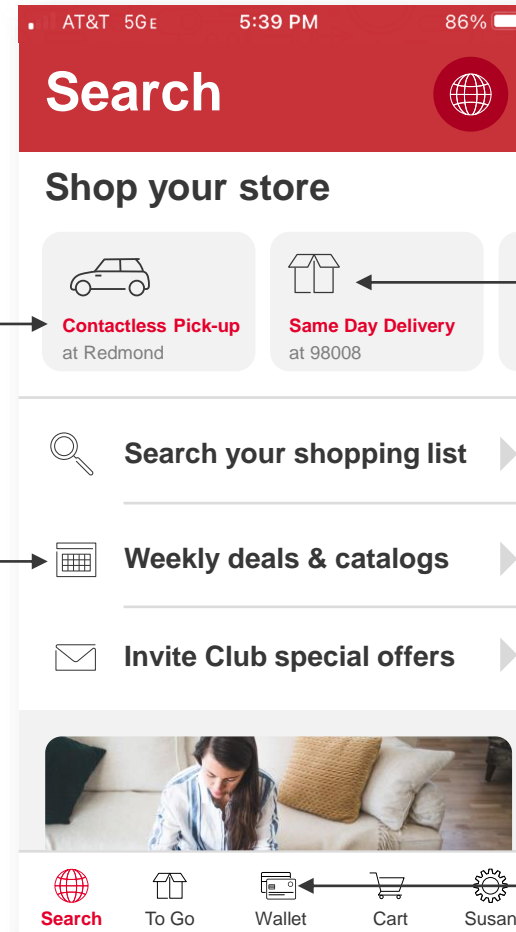 AT&T 5GE 5:39 PM 86%
Search
Shop your store
Contactless Pick-up
at Redmond
Same Day Delivery
at 98008
Search your shopping list
Weekly deals & catalogs
Invite Club special offers
Search To Go Wallet Cart Susan